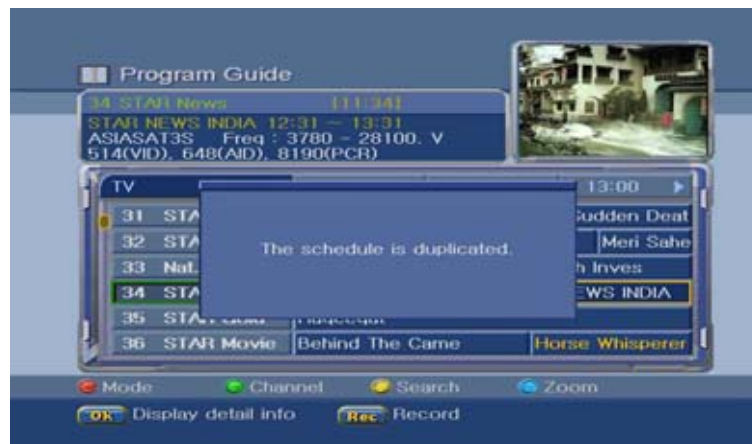 Program Guide
34 STAR News [11:34]
STAR NEWS INDIA 12:31 ~ 13:31
ASIASAT3S Freq : 3780 - 28100. V
514(VID), 648(AID), 8190(PCR)
TV 13:00
31 STA Sudden Deat
32 STA Meri Sahe
33 Nat. h Inves
The schedule is duplicated.
34 STA EWS INDIA
35 STAR Gold
36 STAR Movie Behind The Came Horse Whisperer
Mode Channel Search Zoom
OK Display detail info Rec Record